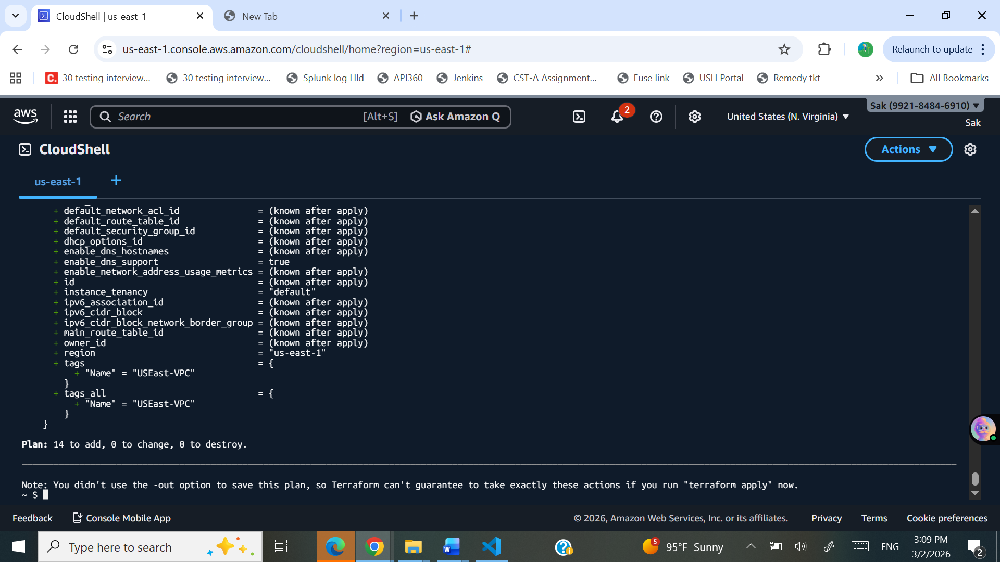 CloudShell | us-east-1
New Tab
us-east-1.console.aws.amazon.com/cloudshell/home?region=us-east-1#
Relaunch to update
C. 30 testing interview...
30 testing interview...
Splunk log Hld
API360
Jenkins
CST-A Assignment...
Fuse link
USH Portal
Remedy tkt
All Bookmarks
aws
Search
[Alt+S]
Ask Amazon Q
2
United States (N. Virginia)
Sak (9921-8484-6910)
Sak
CloudShell
Actions
us-east-1
+ default_network_acl_id = (known after apply)
+ default_route_table_id = (known after apply)
+ default_security_group_id = (known after apply)
+ dhcp_options_id = (known after apply)
+ enable_dns_hostnames = (known after apply)
+ enable_dns_support = true
+ enable_network_address_usage_metrics = (known after apply)
+ id = (known after apply)
+ instance_tenancy = "default"
+ ipv6_association_id = (known after apply)
+ ipv6_cidr_block = (known after apply)
+ ipv6_cidr_block_network_border_group = (known after apply)
+ main_route_table_id = (known after apply)
+ owner_id = (known after apply)
+ region = "us-east-1"
+ tags = {
+ "Name" = "USEast-VPC"
}
+ tags_all = {
+ "Name" = "USEast-VPC"
}
}
Plan: 14 to add, 0 to change, 0 to destroy.
Note: You didn't use the -out option to save this plan, so Terraform can't guarantee to take exactly these actions if you run "terraform apply" now.
~ $
Feedback
Console Mobile App
© 2026, Amazon Web Services, Inc. or its affiliates.
Privacy
Terms
Cookie preferences
Type here to search
5
95°F Sunny
ENG
3:09 PM
3/2/2026
2